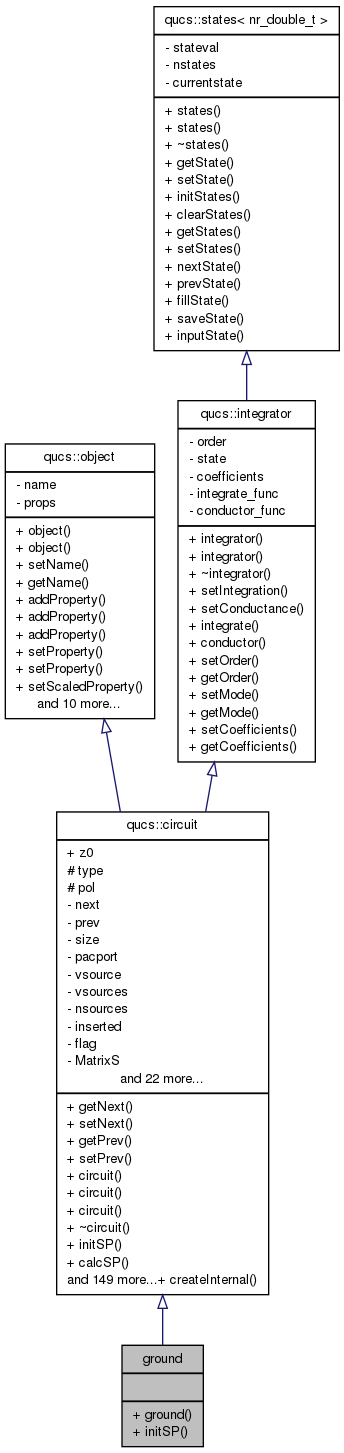 qucs::states< nr_double_t >
- stateval
- nstates
- currentstate
+ states()
+ states()
+ ~states()
+ getState()
+ setState()
+ initStates()
+ clearStates()
+ getStates()
+ setStates()
+ nextState()
+ prevState()
+ fillState()
+ saveState()
+ inputState()
qucs::object
- name
- props
+ object()
+ object()
+ setName()
+ getName()
+ addProperty()
+ addProperty()
+ addProperty()
+ setProperty()
+ setProperty()
+ setScaledProperty()
and 10 more...
qucs::integrator
- order
- state
- coefficients
- integrate_func
- conductor_func
+ integrator()
+ integrator()
+ ~integrator()
+ setIntegration()
+ setConductance()
+ integrate()
+ conductor()
+ setOrder()
+ getOrder()
+ setMode()
+ getMode()
+ setCoefficients()
+ getCoefficients()
qucs::circuit
+ z0
# type
# pol
- next
- prev
- size
- pacport
- vsource
- vsources
- nsources
- inserted
- flag
- MatrixS
and 22 more...
+ getNext()
+ setNext()
+ getPrev()
+ setPrev()
+ circuit()
+ circuit()
+ circuit()
+ ~circuit()
+ initSP()
+ calcSP()
and 149 more...+ createInternal()
ground
+ ground()
+ initSP()